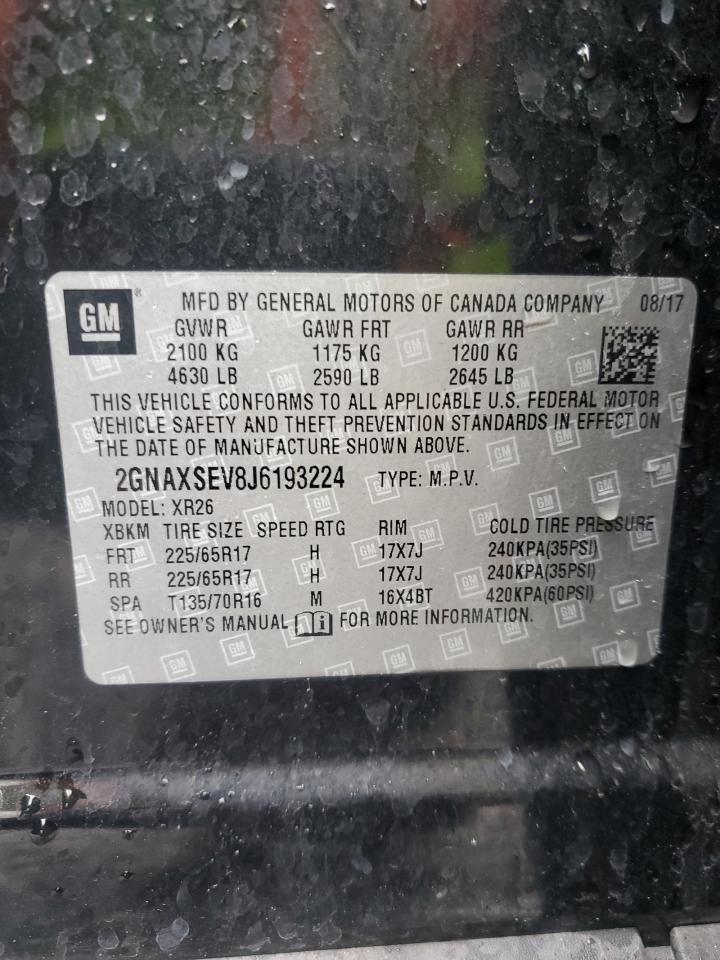 GM MFD BY GENERAL MOTORS OF CANADA COMPANY 08/17
GVWR GAWR FRT GAWR RR
2100 KG 1175 KG 1200 KG
4630 LB 2590 LB 2645 LB
THIS VEHICLE CONFORMS TO ALL APPLICABLE U.S. FEDERAL MOTOR
VEHICLE SAFETY AND THEFT PREVENTION STANDARDS IN EFFECT ON
THE DATE OF MANUFACTURE SHOWN ABOVE.
2GNAXSEV8J6193224 TYPE: M.P.V.
MODEL: XR26
XBKM TIRE SIZE SPEED RTG RIM COLD TIRE PRESSURE
FRT 225/65R17 H 17X7J 240KPA(35PSI)
RR 225/65R17 H 17X7J 240KPA(35PSI)
SPA T135/70R16 M 16X4BT 420KPA(60PSI)
SEE OWNER'S MANUAL i FOR MORE INFORMATION.